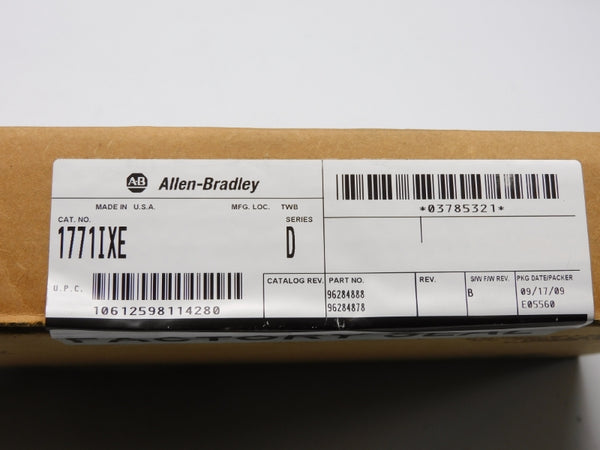 A-B Allen-Bradley
MADE IN U.S.A. MFG. LOC. TWB
CAT. NO. SERIES
1771IXE D
U.P.C.
10612598114280
*03785321*
CATALOG REV. PART NO. REV. S/W F/W REV. PKG DATE/PACKER
96284888 B 09/17/09
96284878 E05560
FACTORY